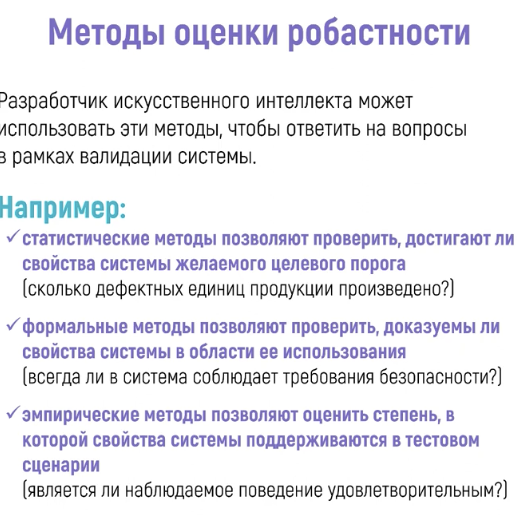 Методы оценки робастности
Разработчик искусственного интеллекта может
использовать эти методы, чтобы ответить на вопросы
в рамках валидации системы.
Например:
✓статистические методы позволяют проверить, достигают ли
свойства системы желаемого целевого порога
(сколько дефектных единиц продукции произведено?)
✓формальные методы позволяют проверить, доказуемы ли
свойства системы в области ее использования
(всегда ли в система соблюдает требования безопасности?)
✓эмпирические методы позволяют оценить степень, в
которой свойства системы поддерживаются в тестовом
сценарии
(является ли наблюдаемое поведение удовлетворительным?)